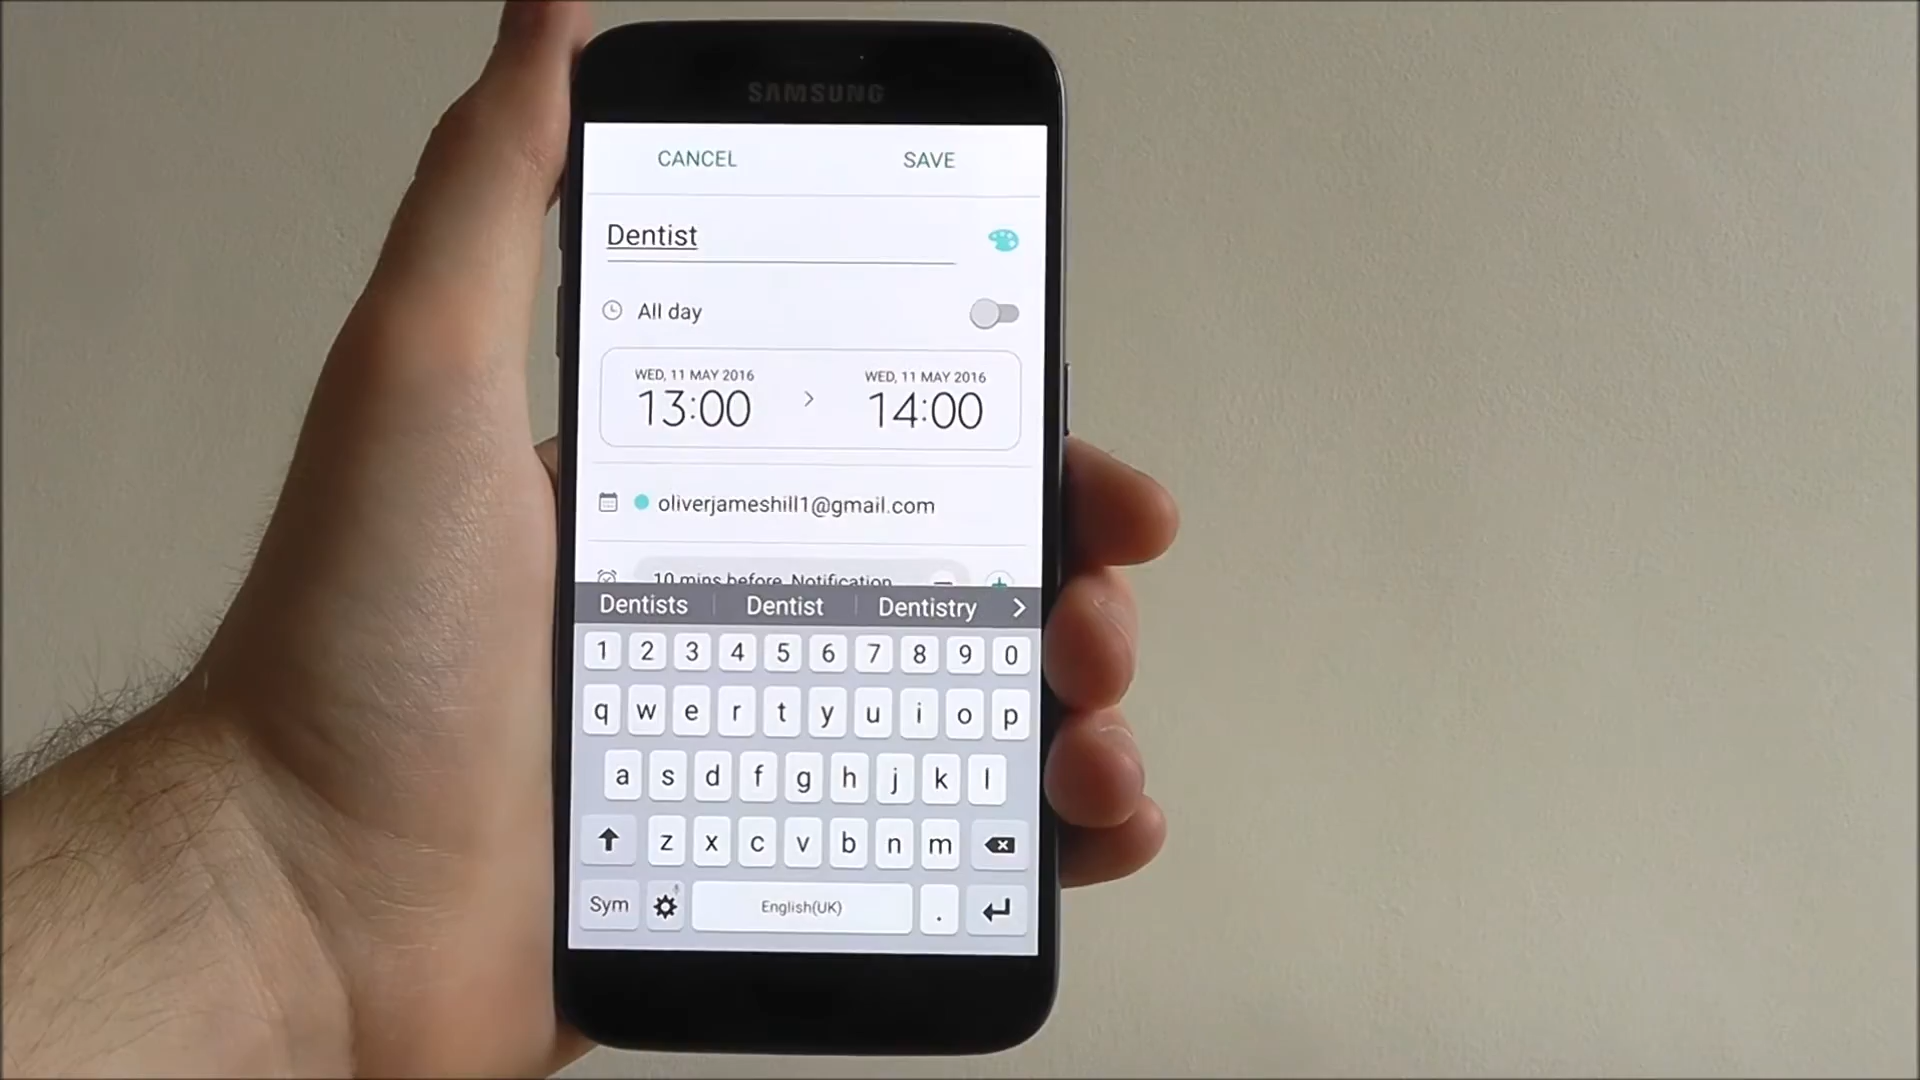 SAMSUNG
CANCEL SAVE
Dentist
All day
WED, 11 MAY 2016 WED, 11 MAY 2016
13:00 > 14:00
oliverjameshill1@gmail.com
10 mins before, Notification
Dentists Dentist Dentistry >
1 2 3 4 5 6 7 8 9 0
q w e r t y u i o p
a s d f g h j k l
z x c v b n m
Sym English(UK) .